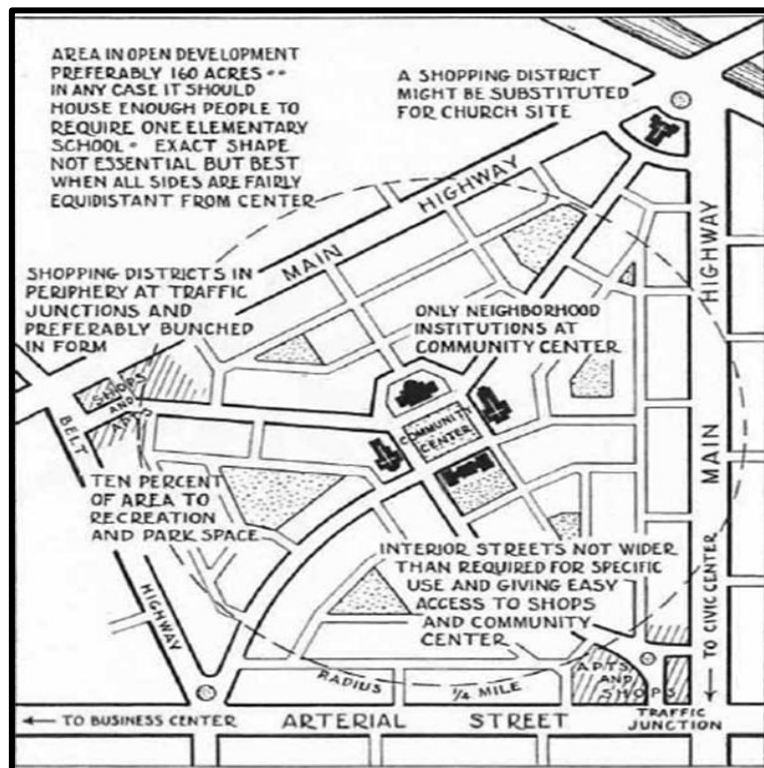 AREA IN OPEN DEVELOPMENT
PREFERABLY 160 ACRES --
IN ANY CASE IT SHOULD
HOUSE ENOUGH PEOPLE TO
REQUIRE ONE ELEMENTARY
SCHOOL - EXACT SHAPE
NOT ESSENTIAL BUT BEST
WHEN ALL SIDES ARE FAIRLY
EQUIDISTANT FROM CENTER
A SHOPPING DISTRICT
MIGHT BE SUBSTITUTED
FOR CHURCH SITE
MAIN HIGHWAY
HIGHWAY MAIN
SHOPPING DISTRICTS IN
PERIPHERY AT TRAFFIC
JUNCTIONS AND
PREFERABLY BUNCHED
IN FORM
ONLY NEIGHBORHOOD
INSTITUTIONS AT
COMMUNITY CENTER
SHOPS
AND
APTS
BELT HIGHWAY
COMMUNITY
CENTER
TEN PERCENT
OF AREA TO
RECREATION
AND PARK SPACE
INTERIOR STREETS NOT WIDER
THAN REQUIRED FOR SPECIFIC
USE AND GIVING EASY
ACCESS TO SHOPS
AND COMMUNITY
CENTER
TO CIVIC CENTER
RADIUS 1/4 MILE
APTS
AND
SHOPS
TRAFFIC
JUNCTION
TO BUSINESS CENTER
ARTERIAL STREET